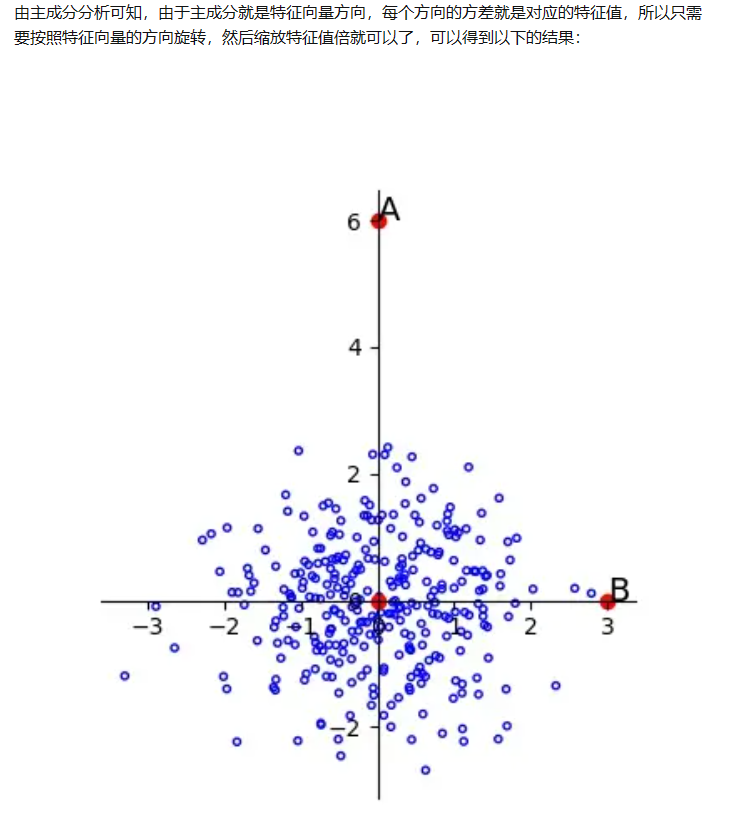 由主成分分析可知，由于主成分就是特征向量方向，每个方向的方差就是对应的特征值，所以只需
要按照特征向量的方向旋转，然后缩放特征值倍就可以了，可以得到以下的结果：
A
6
4
2
0
B
−3 −2 −1 0 1 2 3
−2